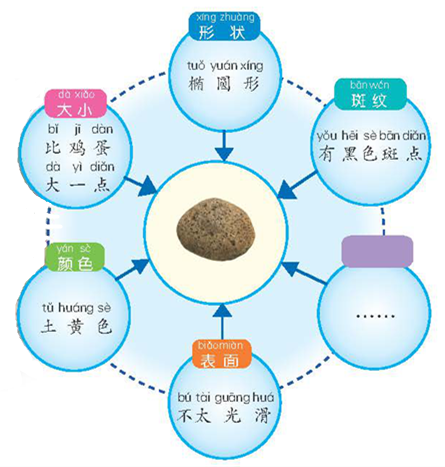 xíng zhuàng
形 状
tuǒ yuán xíng
椭 圆 形
dà xiǎo
大 小
bǐ jī dàn
比 鸡 蛋
dà yì diǎn
大 一 点
bān wén
斑 纹
yǒu hēi sè bān diǎn
有 黑 色 斑 点
yán sè
颜 色
tǔ huáng sè
土 黄 色
……
biǎo miàn
表 面
bú tài guāng huá
不 太 光 滑